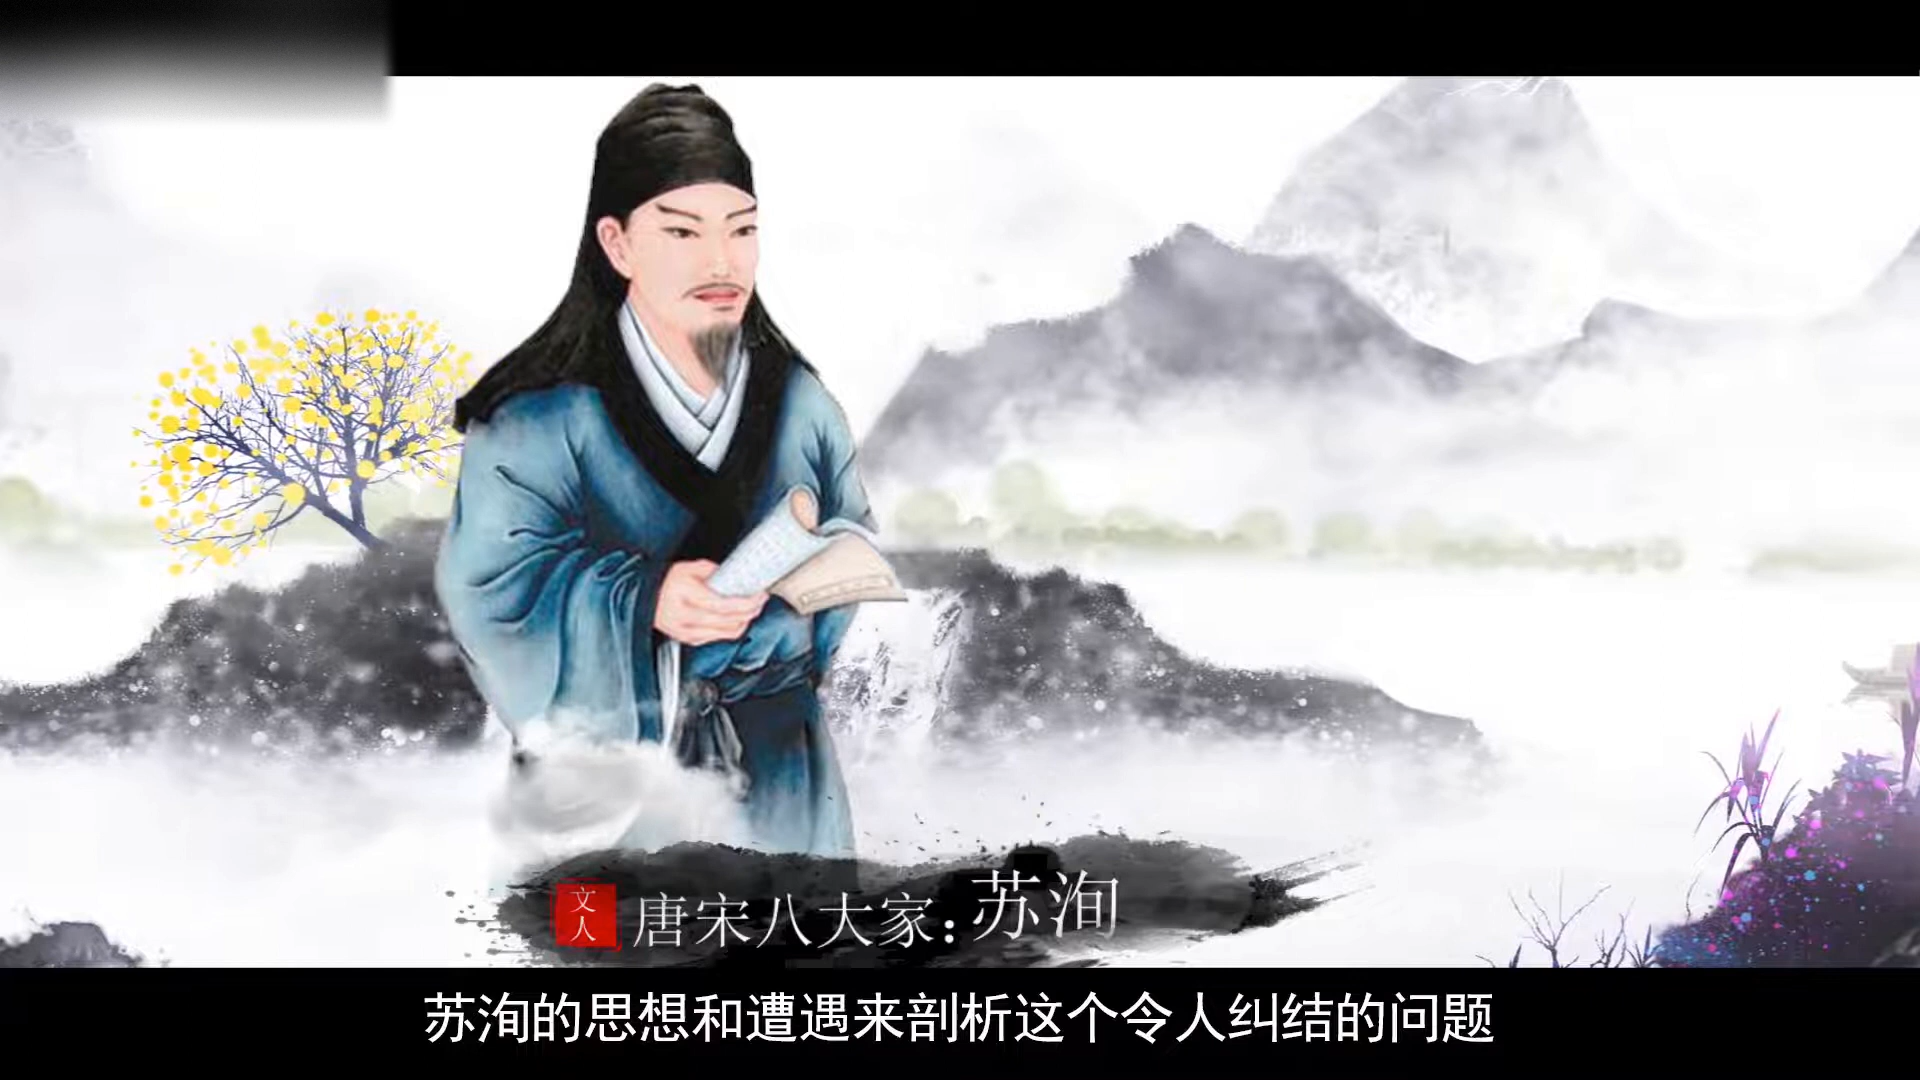 文人
唐宋八大家:苏洵
苏洵的思想和遭遇来剖析这个令人纠结的问题